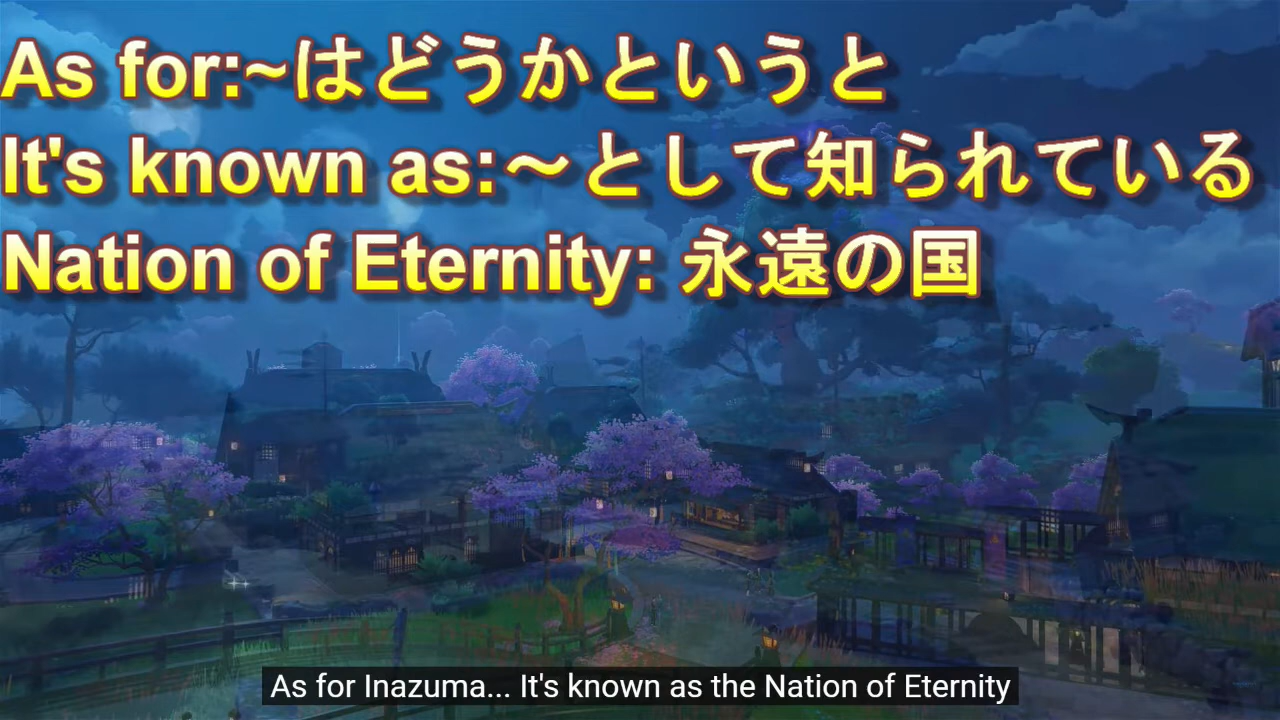 As for:~はどうかというと
It's known as:～として知られている
Nation of Eternity: 永遠の国
As for Inazuma... It's known as the Nation of Eternity